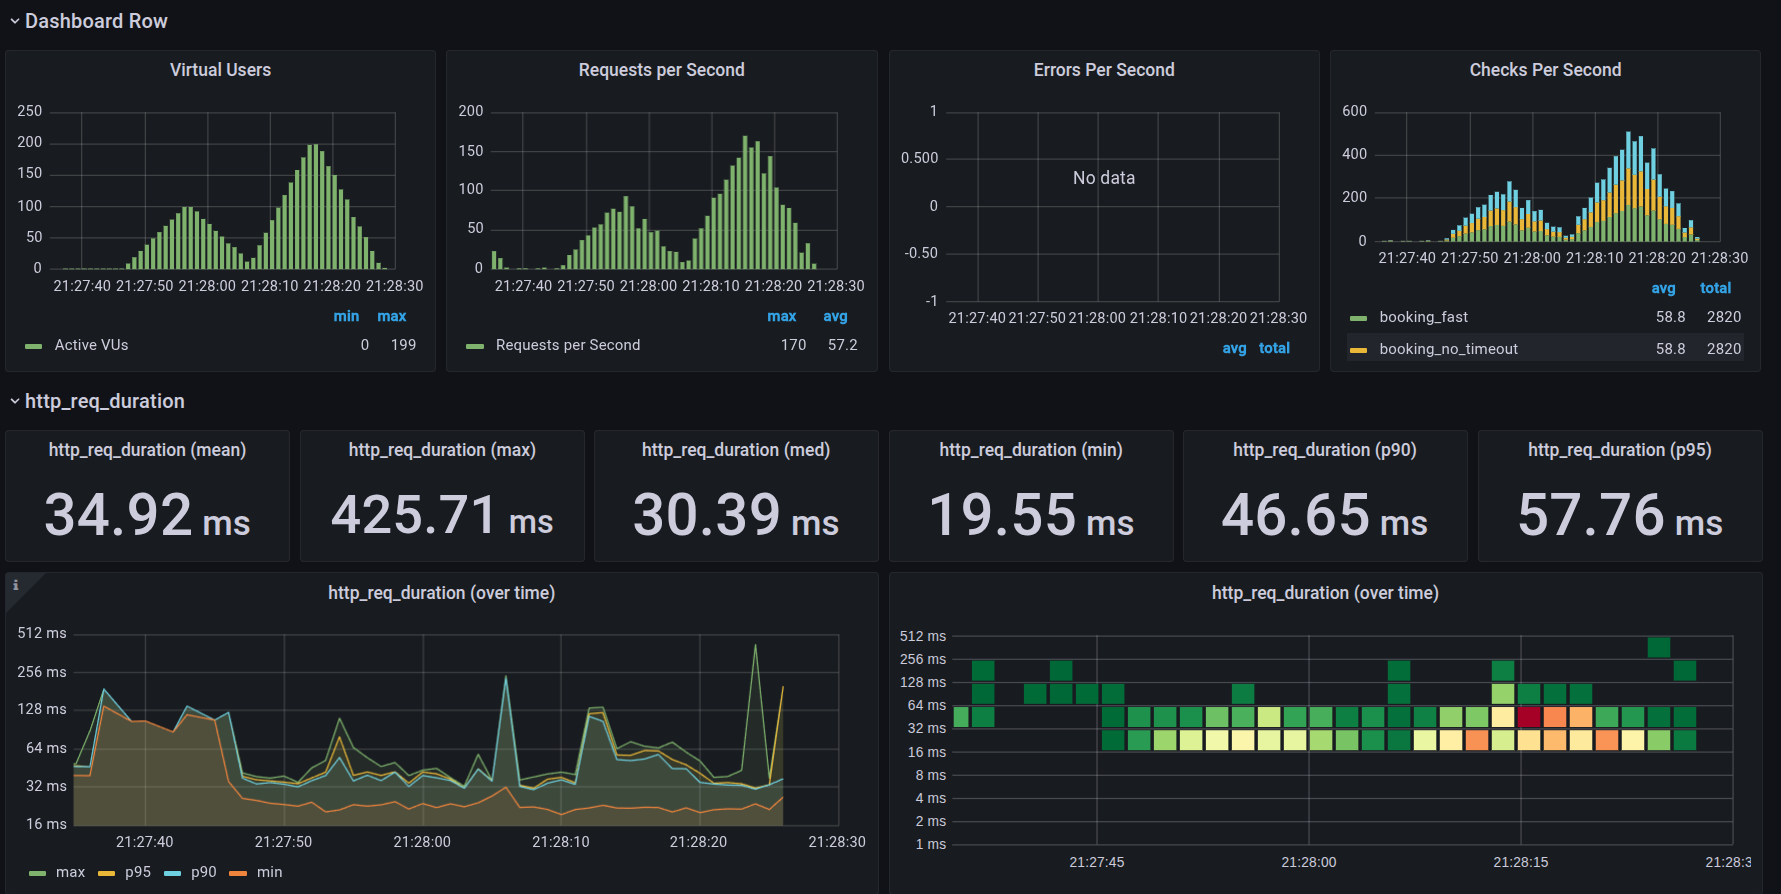 Dashboard Row
Virtual Users
250
200
150
100
50
0
21:27:40 21:27:50 21:28:00 21:28:10 21:28:20 21:28:30
min max
Active VUs 0 199
Requests per Second
200
150
100
50
0
21:27:40 21:27:50 21:28:00 21:28:10 21:28:20 21:28:30
max avg
Requests per Second 170 57.2
Errors Per Second
1
0.500
0
-0.50
-1
No data
21:27:40 21:27:50 21:28:00 21:28:10 21:28:20 21:28:30
avg total
Checks Per Second
600
400
200
0
21:27:40 21:27:50 21:28:00 21:28:10 21:28:20 21:28:30
avg total
booking_fast 58.8 2820
booking_no_timeout 58.8 2820
http_req_duration
http_req_duration (mean)
34.92 ms
http_req_duration (max)
425.71 ms
http_req_duration (med)
30.39 ms
http_req_duration (min)
19.55 ms
http_req_duration (p90)
46.65 ms
http_req_duration (p95)
57.76 ms
i
http_req_duration (over time)
512 ms
256 ms
128 ms
64 ms
32 ms
16 ms
21:27:40 21:27:50 21:28:00 21:28:10 21:28:20 21:28:30
max p95 p90 min
http_req_duration (over time)
512 ms
256 ms
128 ms
64 ms
32 ms
16 ms
8 ms
4 ms
2 ms
1 ms
21:27:45 21:28:00 21:28:15 21:28:3